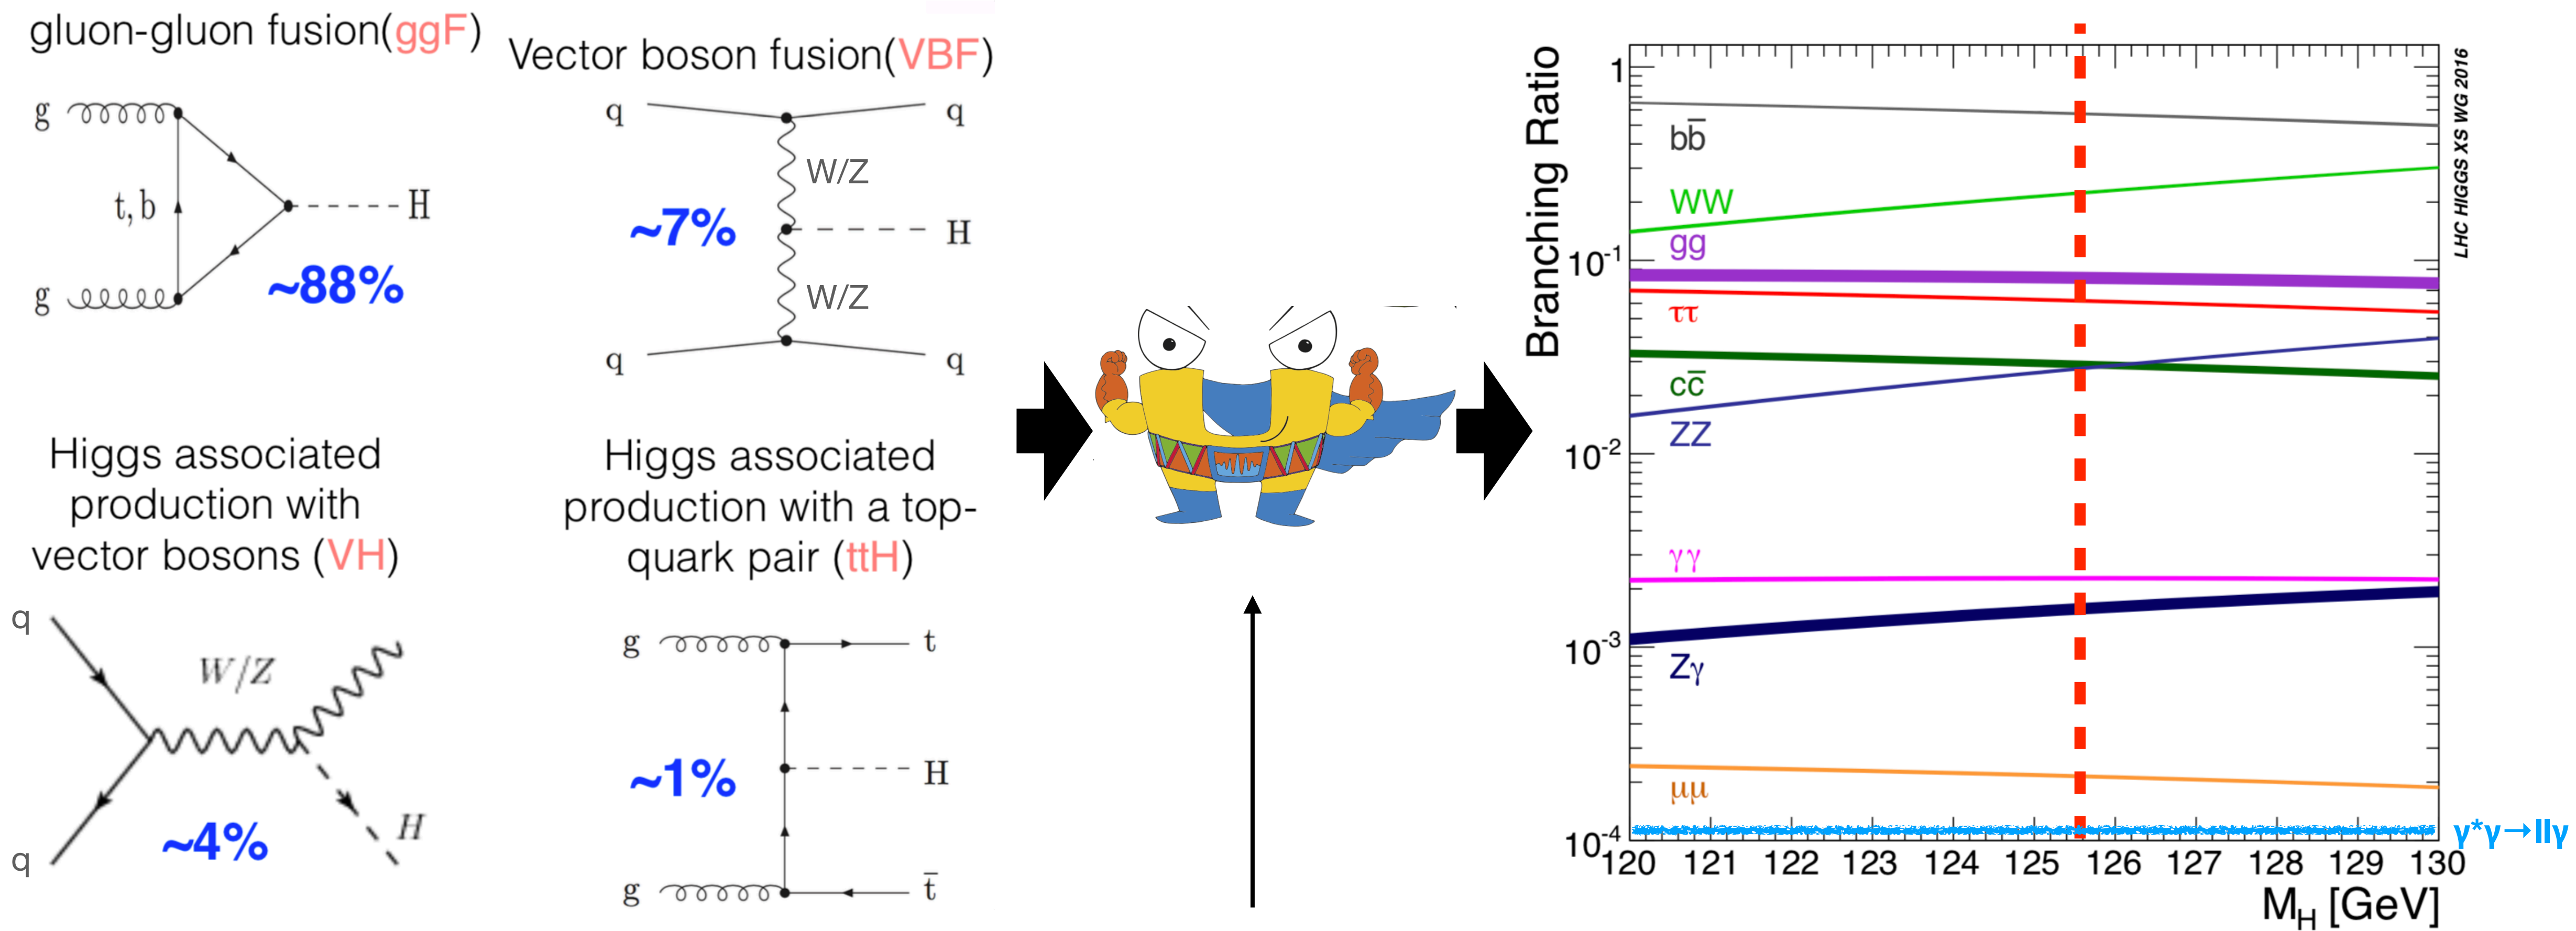 gluon-gluon fusion(ggF)
g
t, b
H
g
~88%
Vector boson fusion(VBF)
q
q
W/Z
~7%
H
W/Z
q
q
Higgs associated
production with
vector bosons (VH)
q
W/Z
~4%
H
q
Higgs associated
production with a top-
quark pair (ttH)
g
t
~1%
H
g
t̄
Branching Ratio
1
10⁻¹
10⁻²
10⁻³
10⁻⁴
bb̄
WW
gg
ττ
cc̄
ZZ
γγ
Zγ
μμ
γ*γ→llγ
120 121 122 123 124 125 126 127 128 129 130
M_H [GeV]
LHC HIGGS XS WG 2016